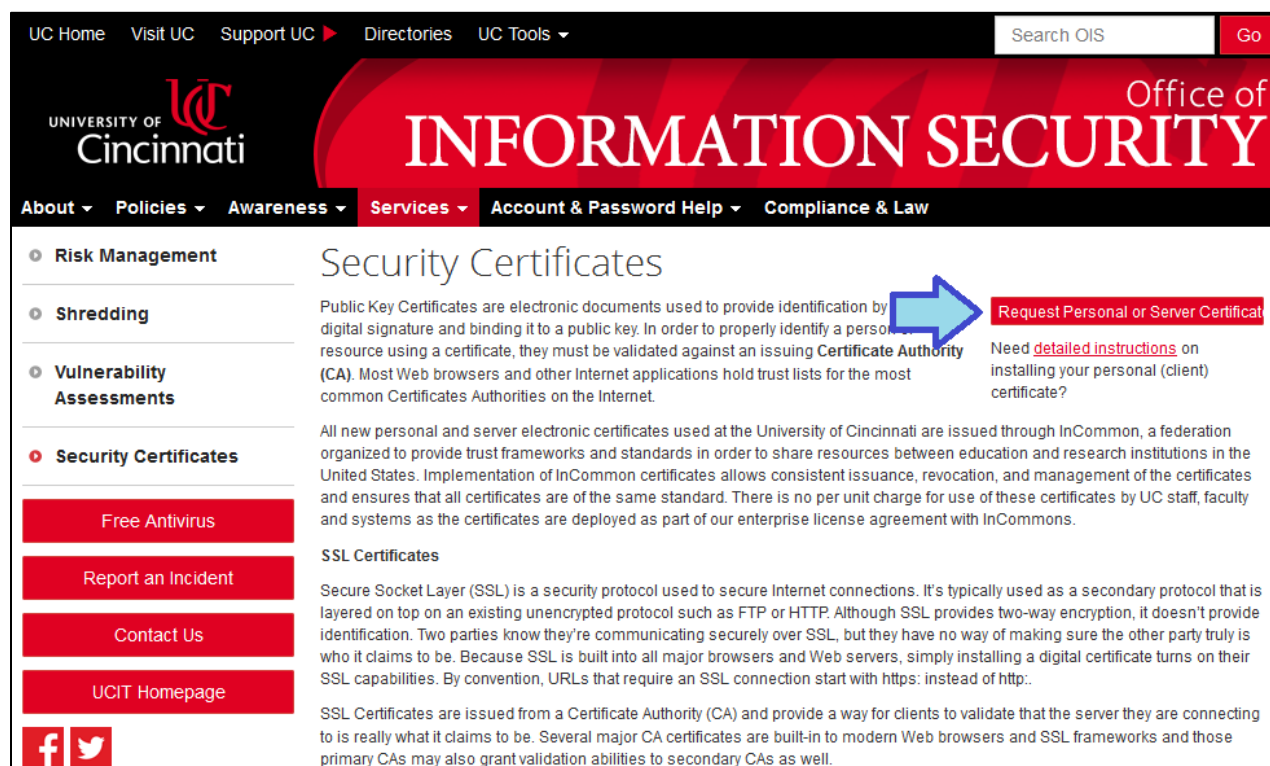 UC Home Visit UC Support UC Directories UC Tools Search OIS Go
UC
UNIVERSITY OF
Cincinnati
Office of
INFORMATION SECURITY
About Policies Awareness Services Account & Password Help Compliance & Law
Risk Management
Shredding
Vulnerability
Assessments
Security Certificates
Free Antivirus
Report an Incident
Contact Us
UCIT Homepage
f
Security Certificates
Public Key Certificates are electronic documents used to provide identification by
digital signature and binding it to a public key. In order to properly identify a person
resource using a certificate, they must be validated against an issuing Certificate Authority
(CA). Most Web browsers and other Internet applications hold trust lists for the most
common Certificates Authorities on the Internet.
Request Personal or Server Certificat
Need detailed instructions on
installing your personal (client)
certificate?
All new personal and server electronic certificates used at the University of Cincinnati are issued through InCommon, a federation
organized to provide trust frameworks and standards in order to share resources between education and research institutions in the
United States. Implementation of InCommon certificates allows consistent issuance, revocation, and management of the certificates
and ensures that all certificates are of the same standard. There is no per unit charge for use of these certificates by UC staff, faculty
and systems as the certificates are deployed as part of our enterprise license agreement with InCommons.
SSL Certificates
Secure Socket Layer (SSL) is a security protocol used to secure Internet connections. It's typically used as a secondary protocol that is
layered on top on an existing unencrypted protocol such as FTP or HTTP. Although SSL provides two-way encryption, it doesn't provide
identification. Two parties know they're communicating securely over SSL, but they have no way of making sure the other party truly is
who it claims to be. Because SSL is built into all major browsers and Web servers, simply installing a digital certificate turns on their
SSL capabilities. By convention, URLs that require an SSL connection start with https: instead of http:.
SSL Certificates are issued from a Certificate Authority (CA) and provide a way for clients to validate that the server they are connecting
to is really what it claims to be. Several major CA certificates are built-in to modern Web browsers and SSL frameworks and those
primary CAs may also grant validation abilities to secondary CAs as well.